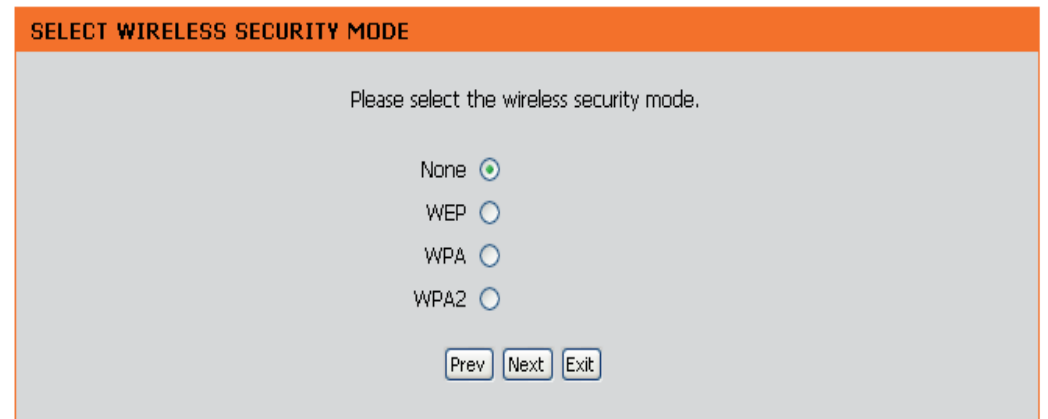 SELECT WIRELESS SECURITY MODE
Please select the wireless security mode.
None
WEP
WPA
WPA2
Prev Next Exit